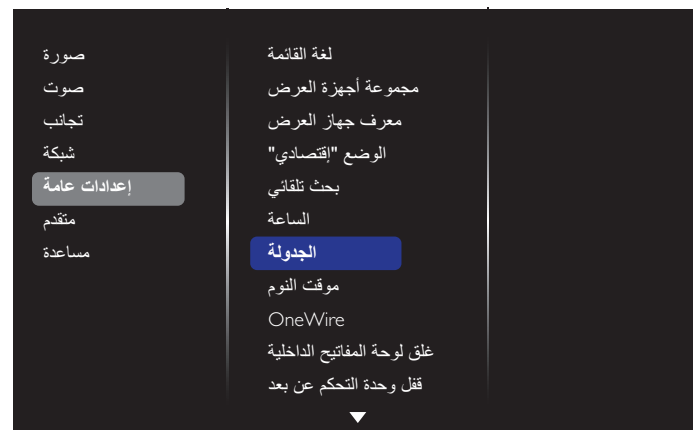 صورة
صوت
تجانب
شبكة
إعدادات عامة
متقدم
مساعدة
لغة القائمة
مجموعة أجهزة العرض
معرف جهاز العرض
الوضع "إقتصادي"
بحث تلقائي
الساعة
الجدولة
موقت النوم
OneWire
غلق لوحة المفاتيح الداخلية
قفل وحدة التحكم عن بعد